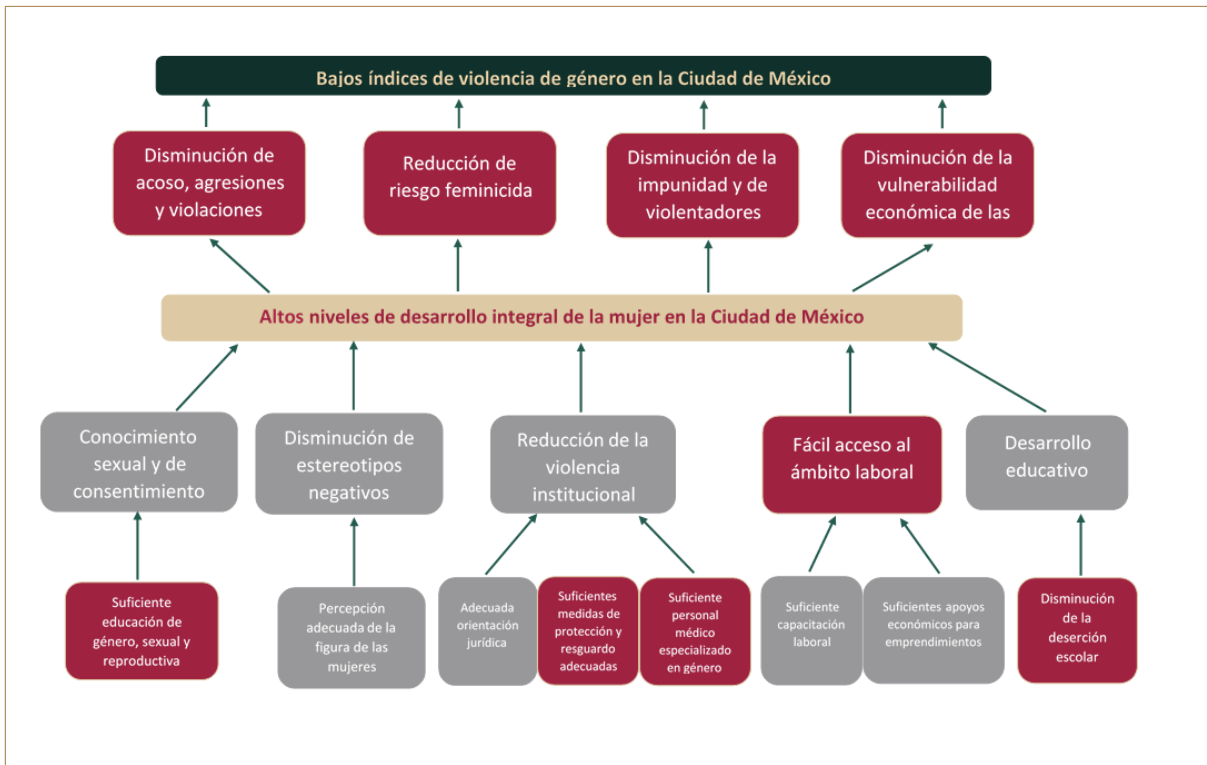 Bajos índices de violencia de género en la Ciudad de México
Disminución de
acoso, agresiones
y violaciones
Reducción de
riesgo feminicida
Disminución de la
impunidad y de
violentadores
Disminución de la
vulnerabilidad
económica de las
Altos niveles de desarrollo integral de la mujer en la Ciudad de México
Conocimiento
sexual y de
consentimiento
Disminución de
estereotipos
negativos
Reducción de la
violencia
institucional
Fácil acceso al
ámbito laboral
Desarrollo
educativo
Suficiente
educación de
género, sexual y
reproductiva
Percepción
adecuada de la
figura de las
mujeres
Adecuada
orientación
jurídica
Suficientes
medidas de
protección y
resguardo
adecuadas
Suficiente
personal
médico
especializado
en género
Suficiente
capacitación
laboral
Suficientes apoyos
económicos para
emprendimientos
Disminución
de la
deserción
escolar